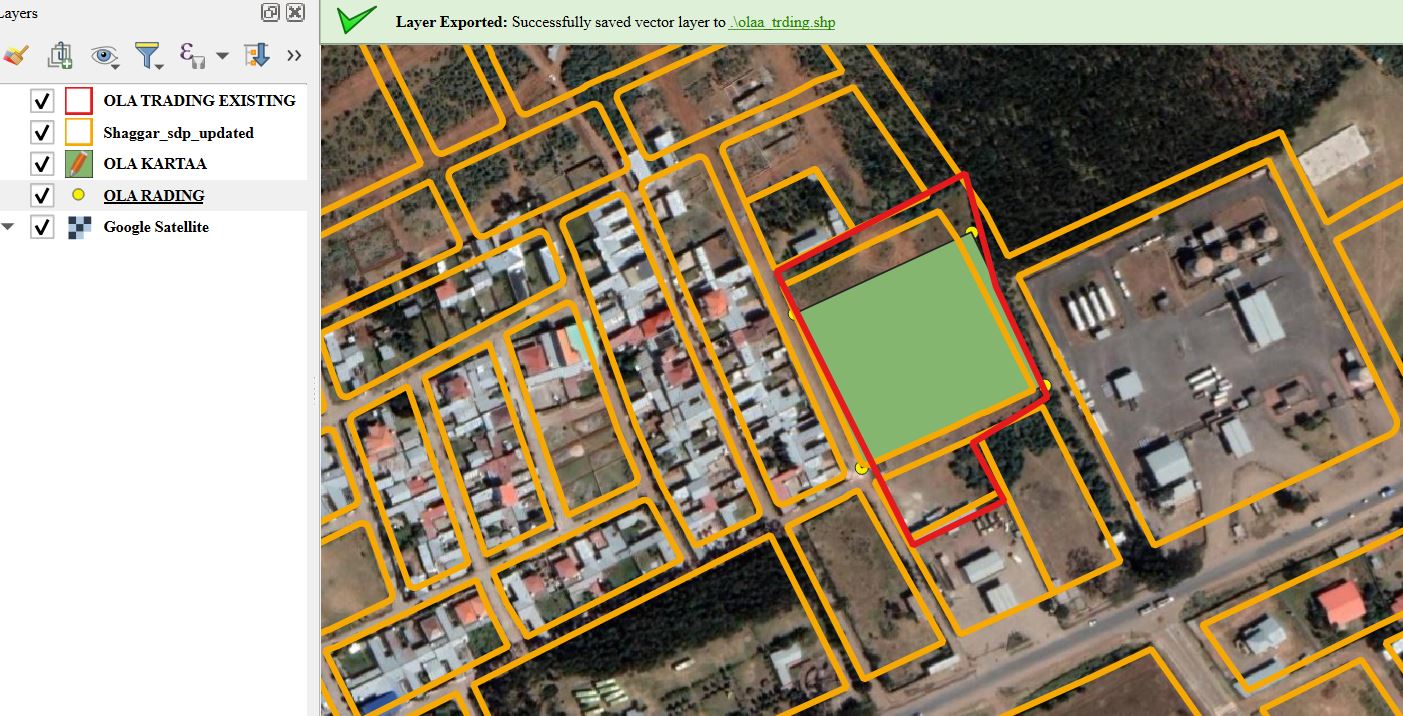 Layers
Layer Exported: Successfully saved vector layer to .\olaa_trding.shp
OLA TRADING EXISTING
Shaggar_sdp_updated
OLA KARTAA
OLA RADING
Google Satellite